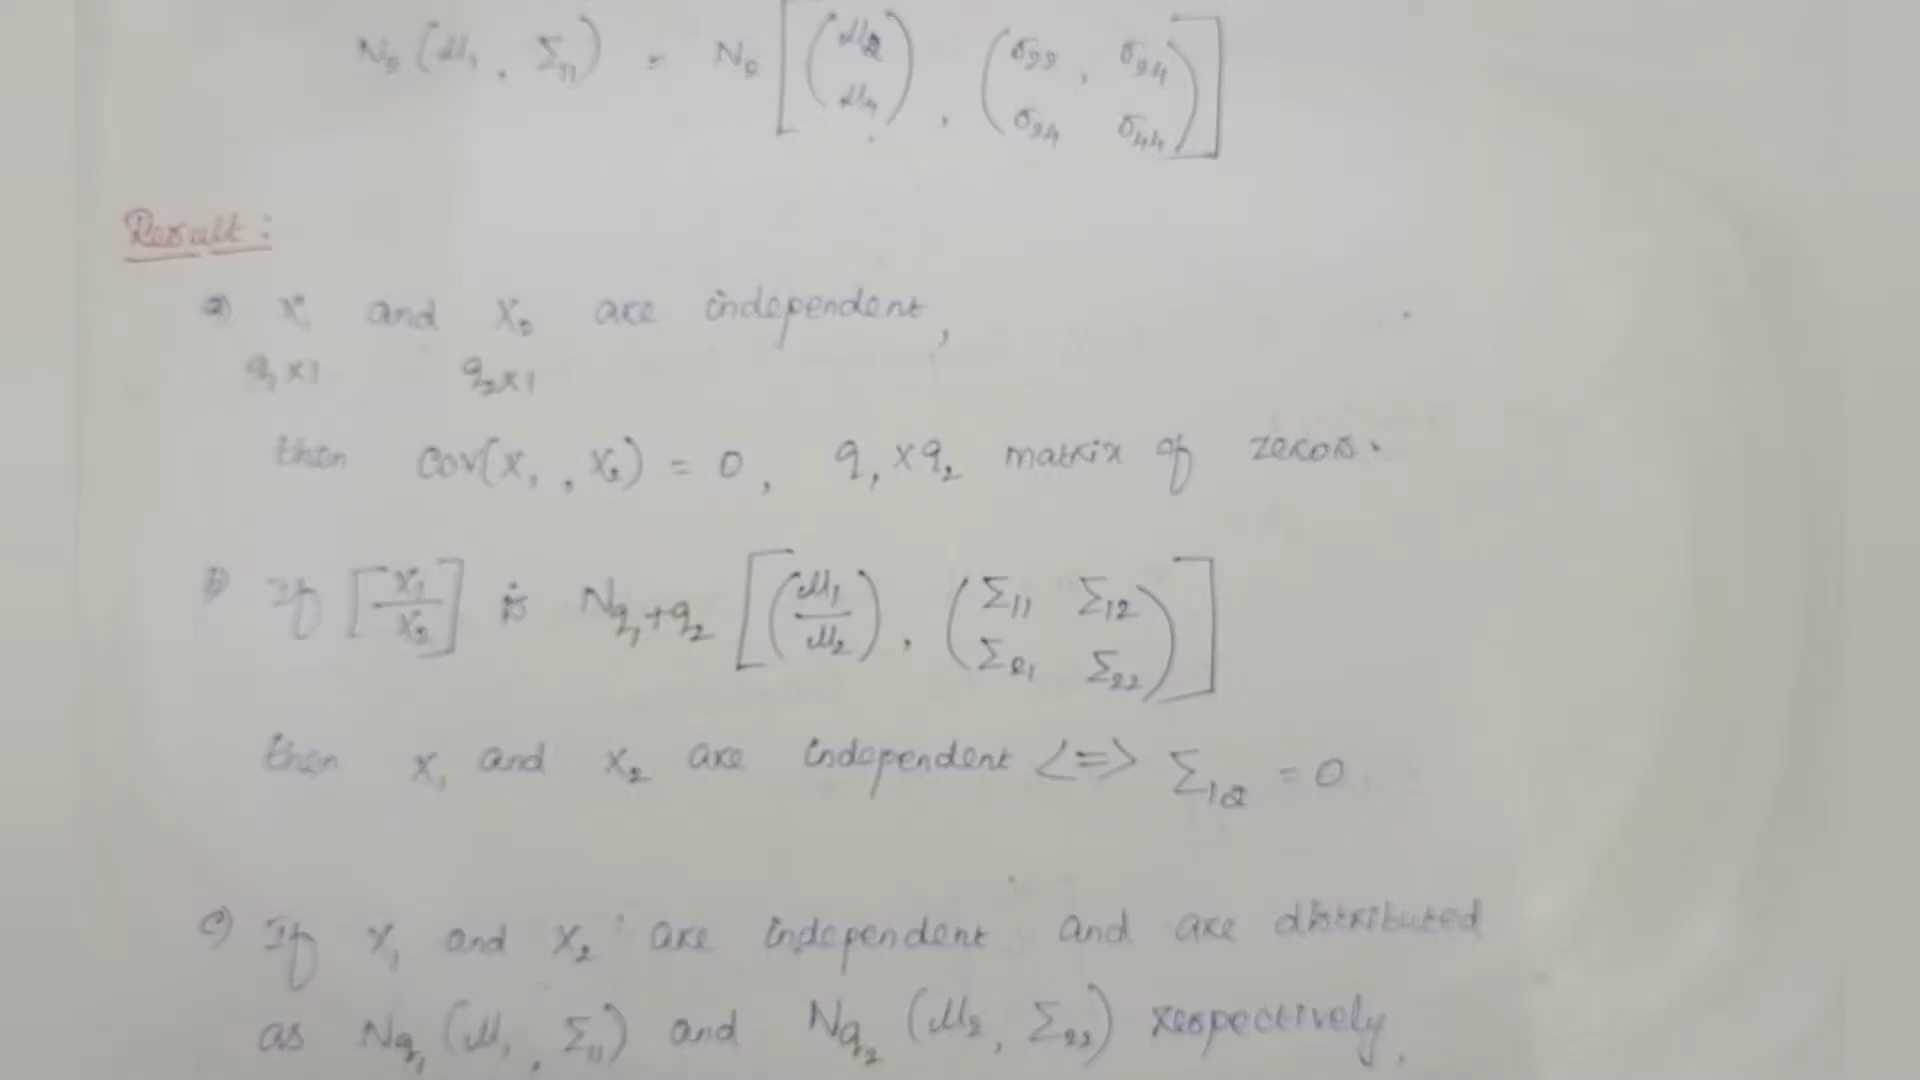 N₂ (μ₁, Σ₁₁) = N₂ [ (μ₂ μ₄), (σ₂₂, σ₂₄ σ₂₄ σ₄₄) ]
Result:
a) X₁ and X₂ are independent,
q₁×1 q₂×1
then Cov(X₁, X₂) = 0, q₁×q₂ matrix of zeros.
b) If [X₁/X₂] is N_{q₁+q₂} [ (μ₁/μ₂), (Σ₁₁ Σ₁₂ Σ₂₁ Σ₂₂) ]
then X₁ and X₂ are independent <=> Σ₁₂ = 0
c) If X₁ and X₂ are independent and are distributed
as N_{q₁} (μ₁, Σ₁₁) and N_{q₂} (μ₂, Σ₂₂) respectively,